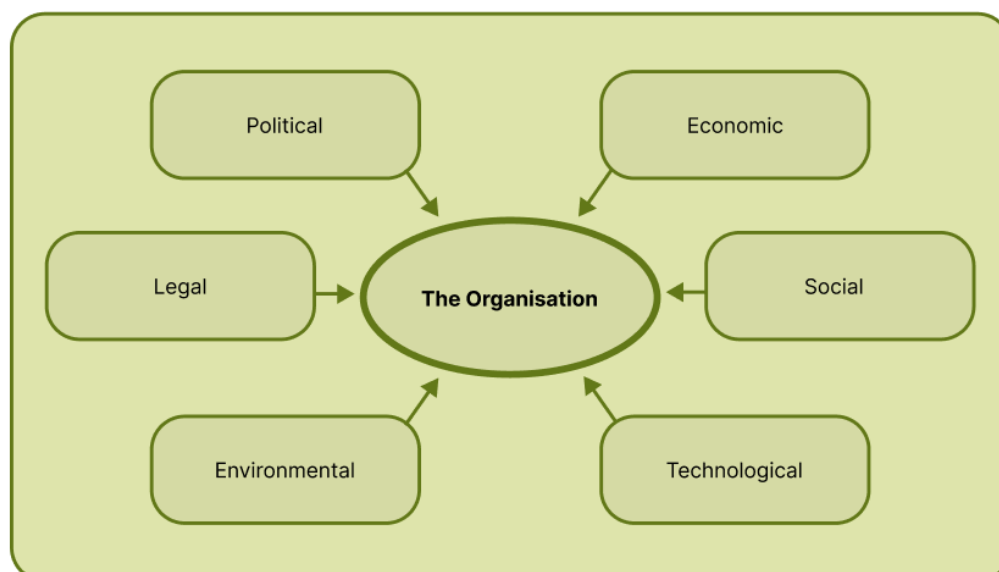 Political
Economic
Legal
The Organisation
Social
Environmental
Technological